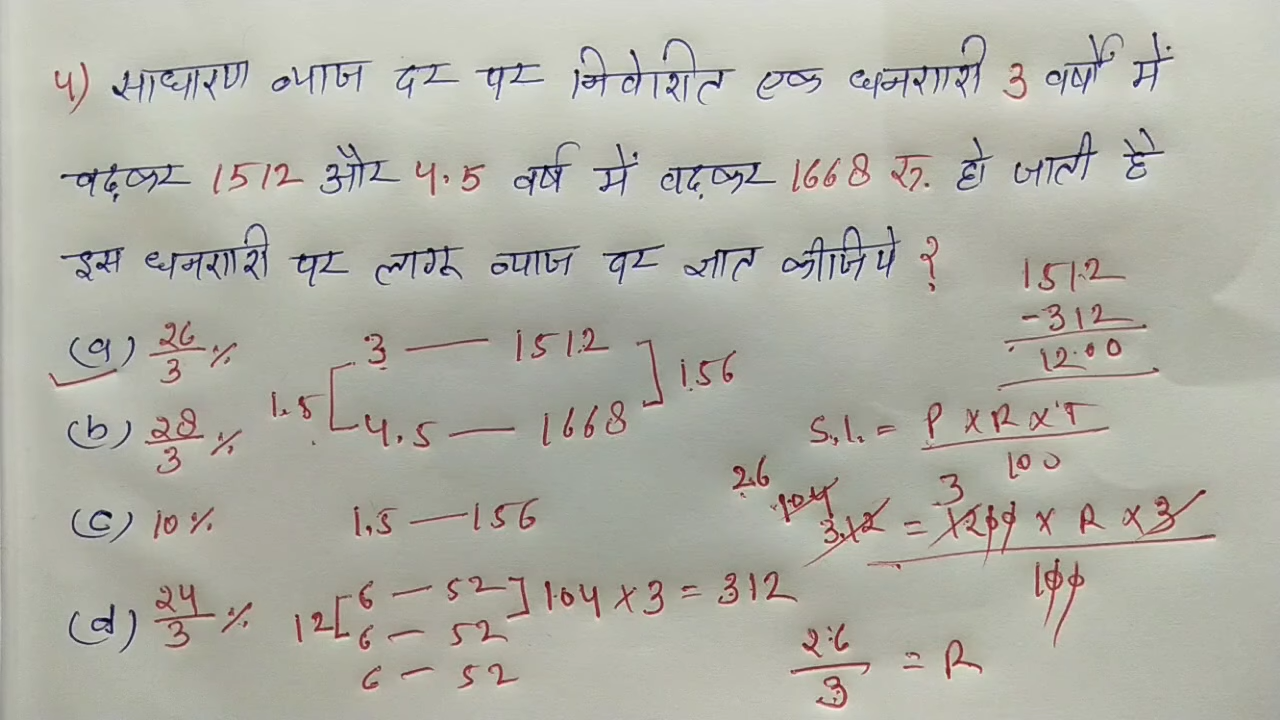 4) साधारण व्याज दर पर निवेशित एक धनराशी 3 वर्षों में
बढ़कर 1512 और 4.5 वर्ष में बढ़कर 1668 रु. हो जाती है
इस धनराशी पर लागू व्याज दर ज्ञात कीजिये ?
(a) 26/3 %
(b) 28/3 %
(c) 10 %
(d) 24/3 %
3 — 1512
4.5 — 1668
1.5
156
1.5 — 156
6 — 52
6 — 52
6 — 52
12
104 × 3 = 312
1512
- 312
1200
S.I. = P × R × T / 100
26
104
3
312 = 1200 × R × 3 / 100
26/3 = R